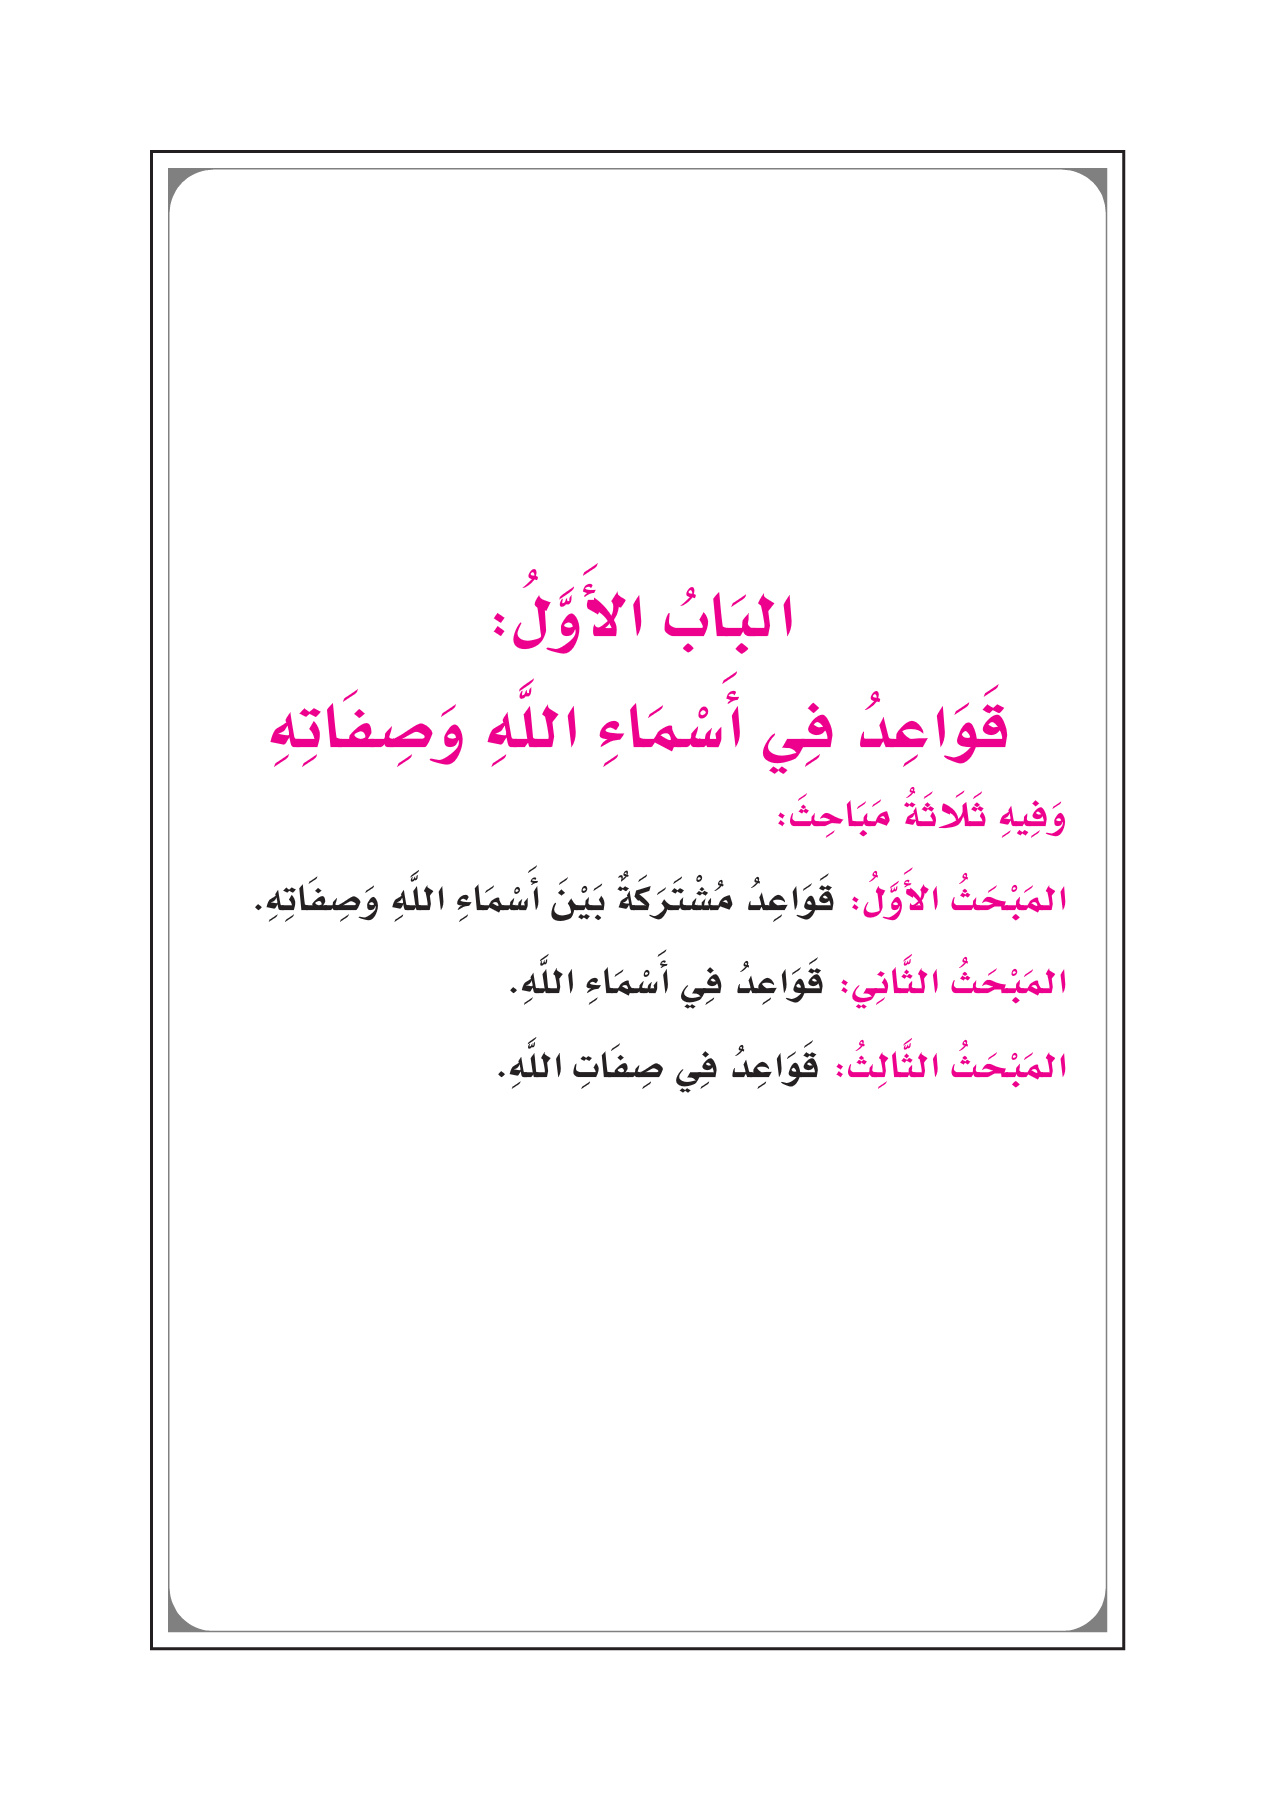 البَابُ الأَوَّلُ:
قَوَاعِدُ فِي أَسْمَاءِ اللَّهِ وَصِفَاتِهِ
وَفِيهِ ثَلَاثَةُ مَبَاحِثَ:
المَبْحَثُ الأَوَّلُ: قَوَاعِدُ مُشْتَرَكَةٌ بَيْنَ أَسْمَاءِ اللَّهِ وَصِفَاتِهِ.
المَبْحَثُ الثَّانِي: قَوَاعِدُ فِي أَسْمَاءِ اللَّهِ.
المَبْحَثُ الثَّالِثُ: قَوَاعِدُ فِي صِفَاتِ اللَّهِ.